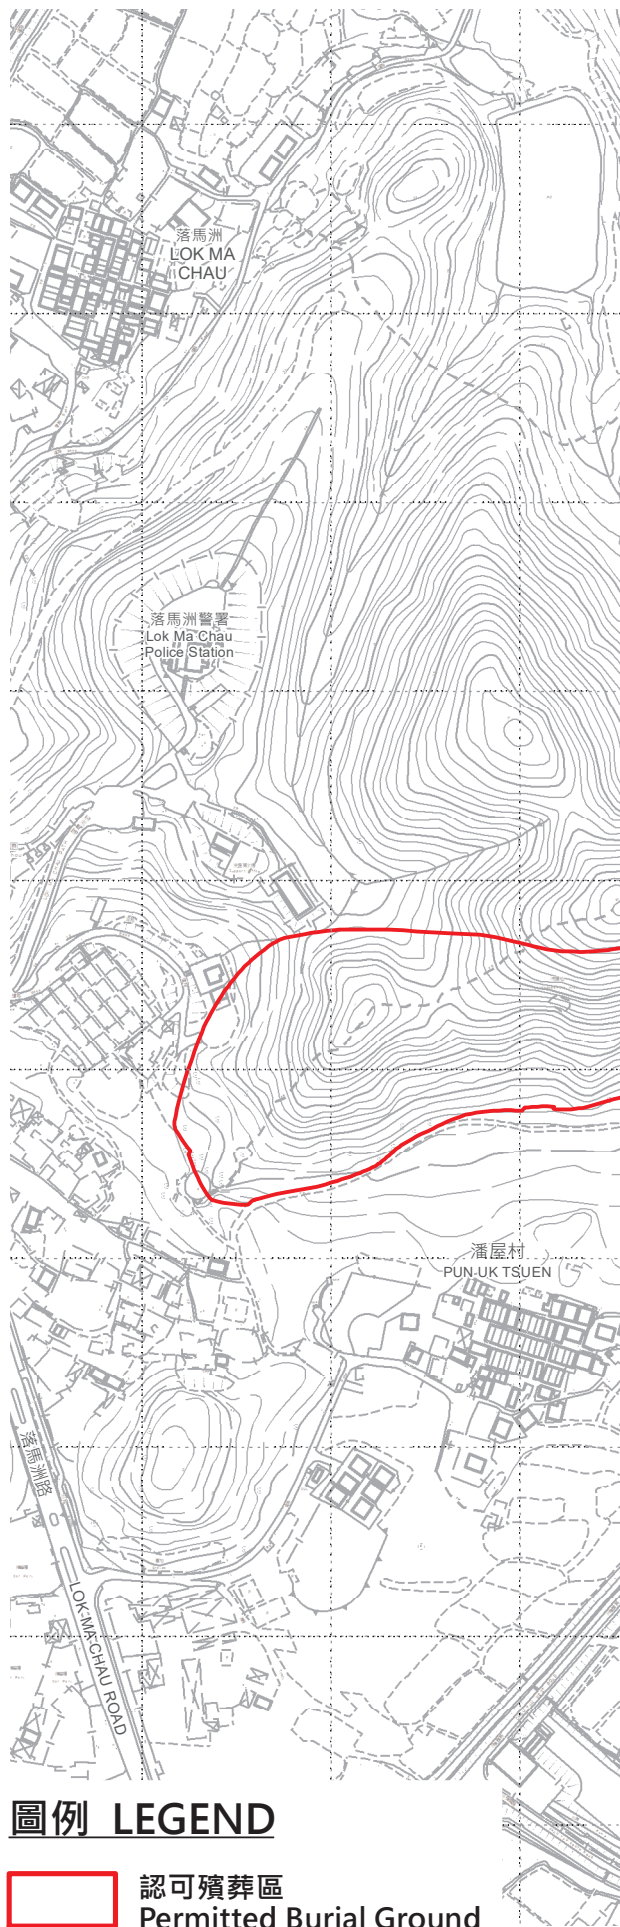 落馬洲
LOK MA
CHAU
落馬洲警署
Lok Ma Chau
Police Station
潘屋村
PUN UK TSUEN
落馬洲路
LOK MA CHAU ROAD
圖例 LEGEND
認可殯葬區
Permitted Burial Ground